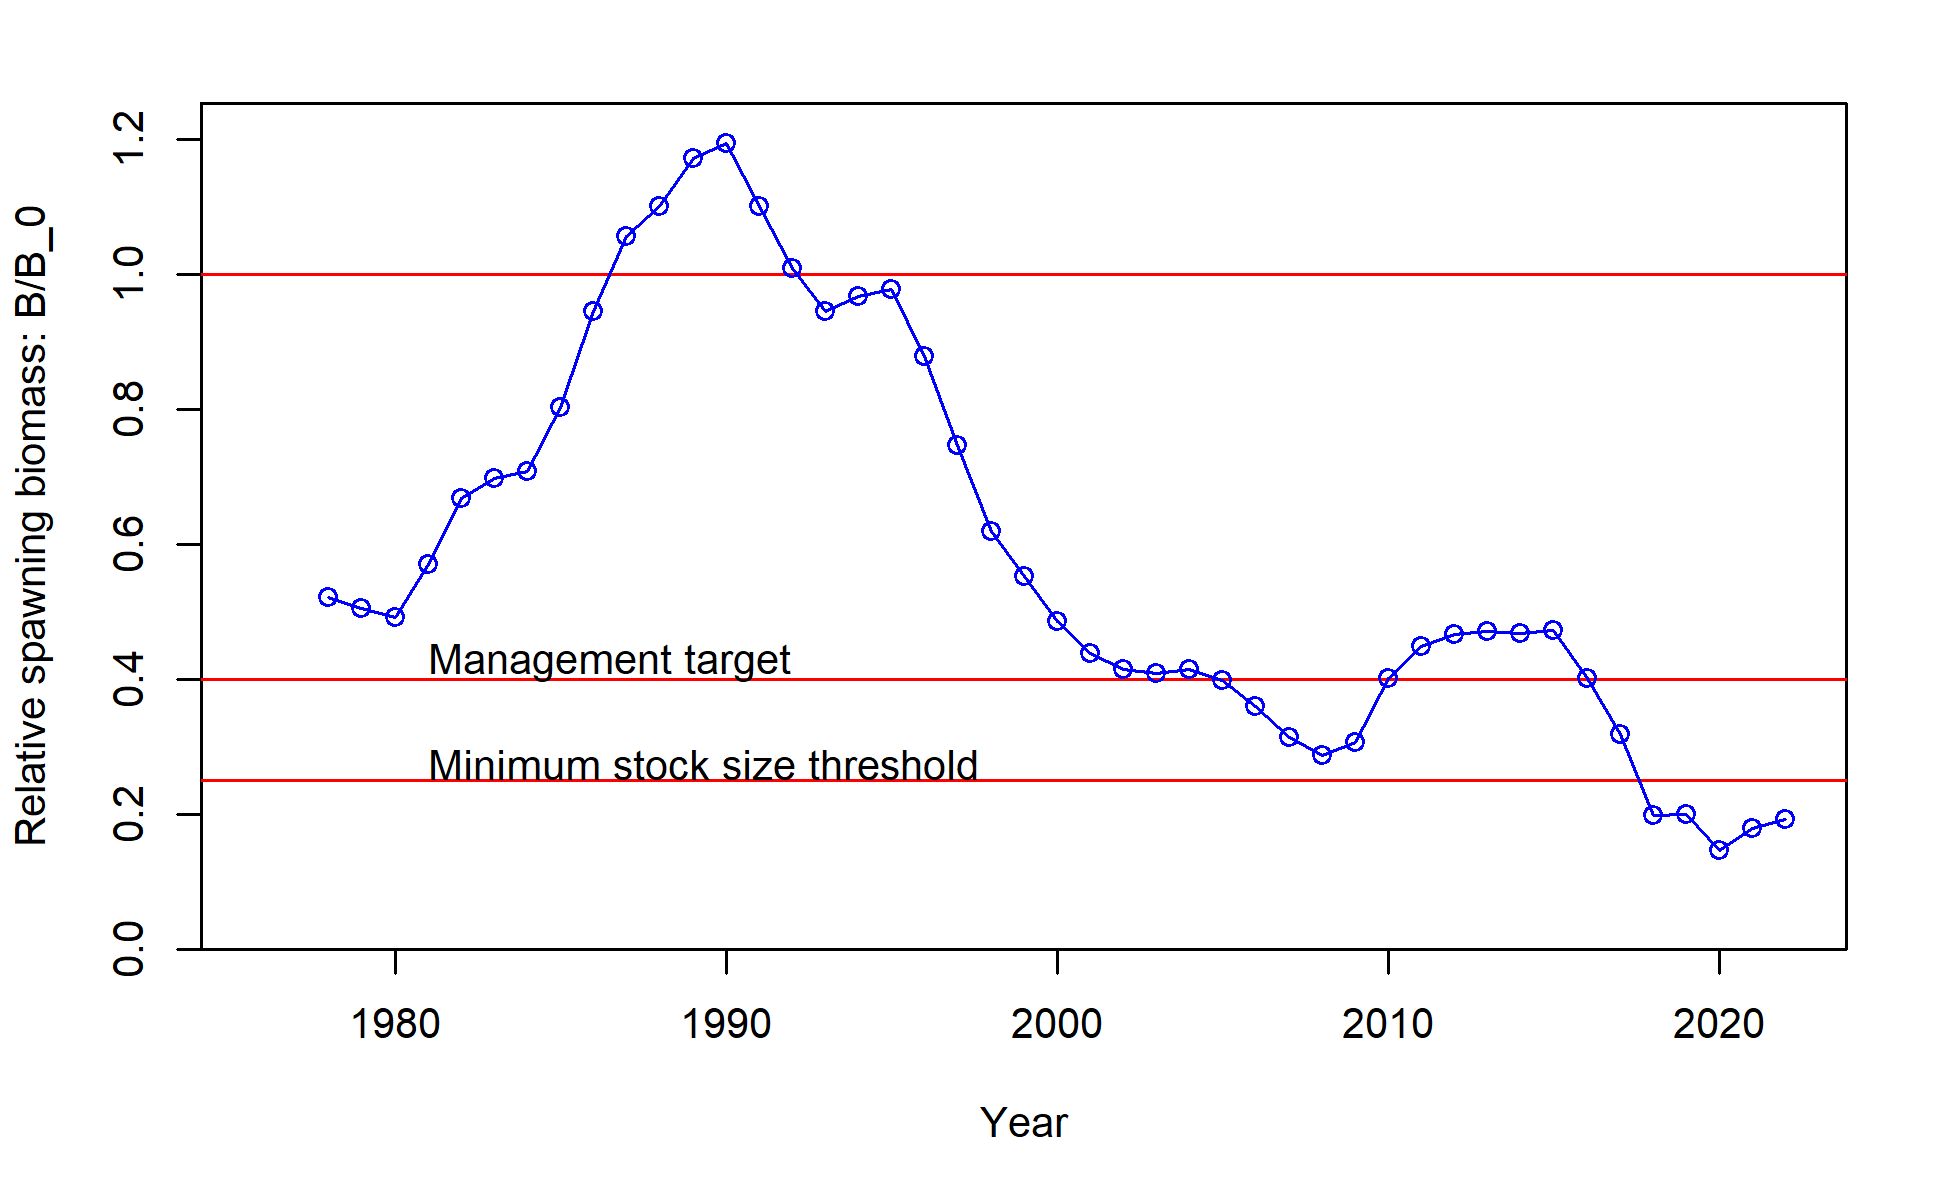 Relative spawning biomass: B/B_0
1.2
1.0
0.8
0.6
0.4
0.2
0.0
Management target
Minimum stock size threshold
1980 1990 2000 2010 2020
Year